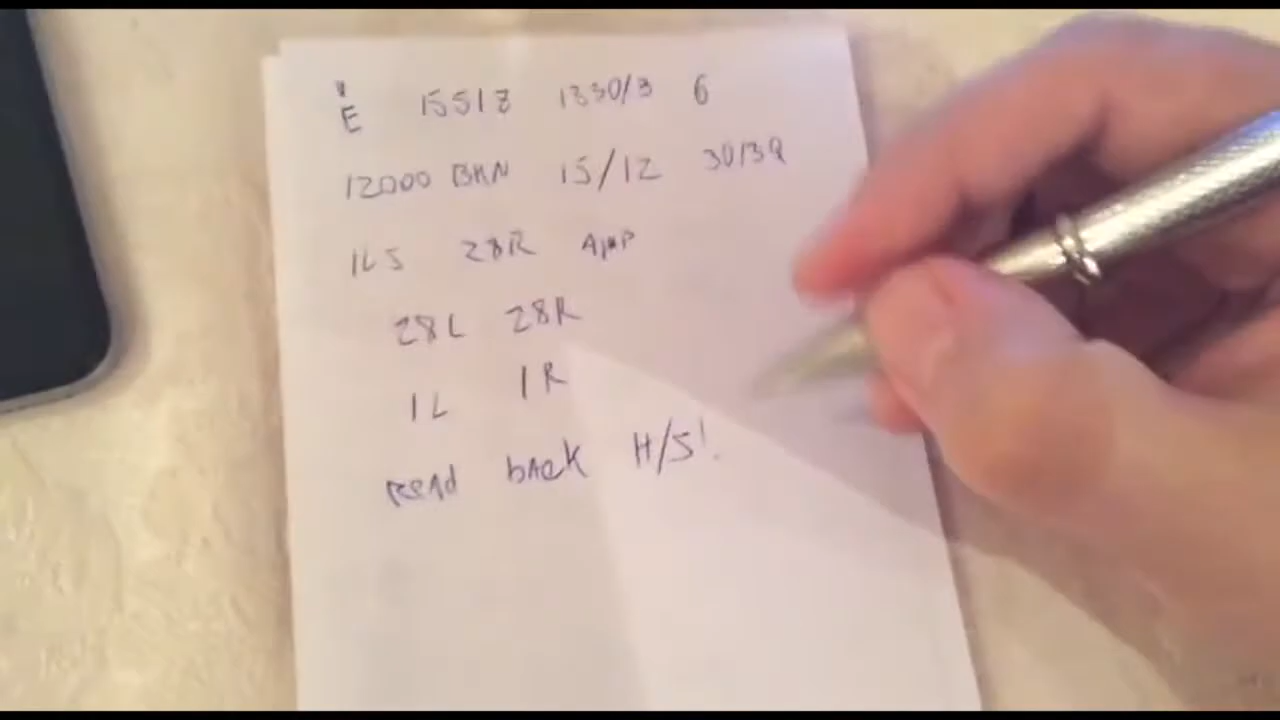 "
E 1551Z 1330/3 6
12000 BKN 15/12 30/39
ILS 28R APP
28L 28R
1L 1R
READ BACK H/S!